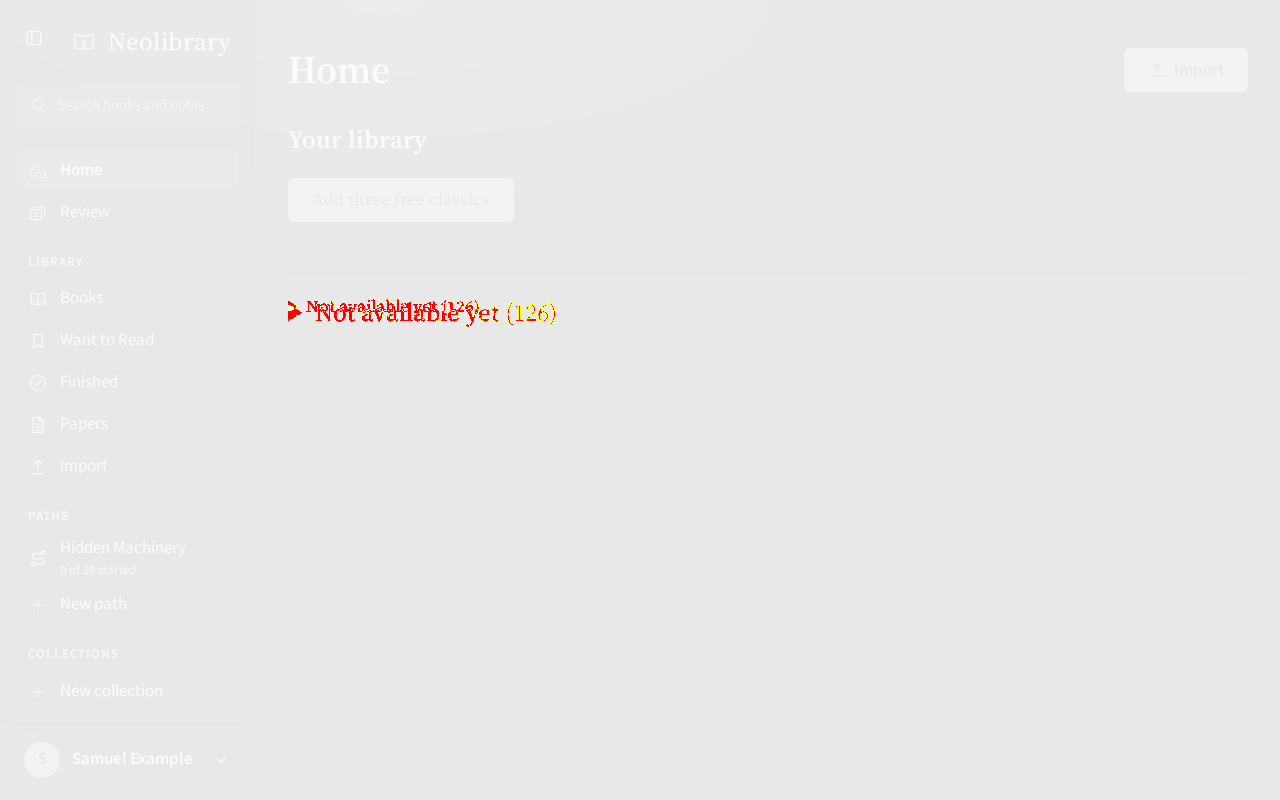 Neolibrary
Search books and notes
Home
Review
LIBRARY
Books
Want to Read
Finished
Papers
Import
PATHS
Hidden Machinery
0 of 29 started
New path
COLLECTIONS
New collection
S
Samuel Example
Home
Import
Your library
Add three free classics
Not available yet (126)
Not available yet (126)